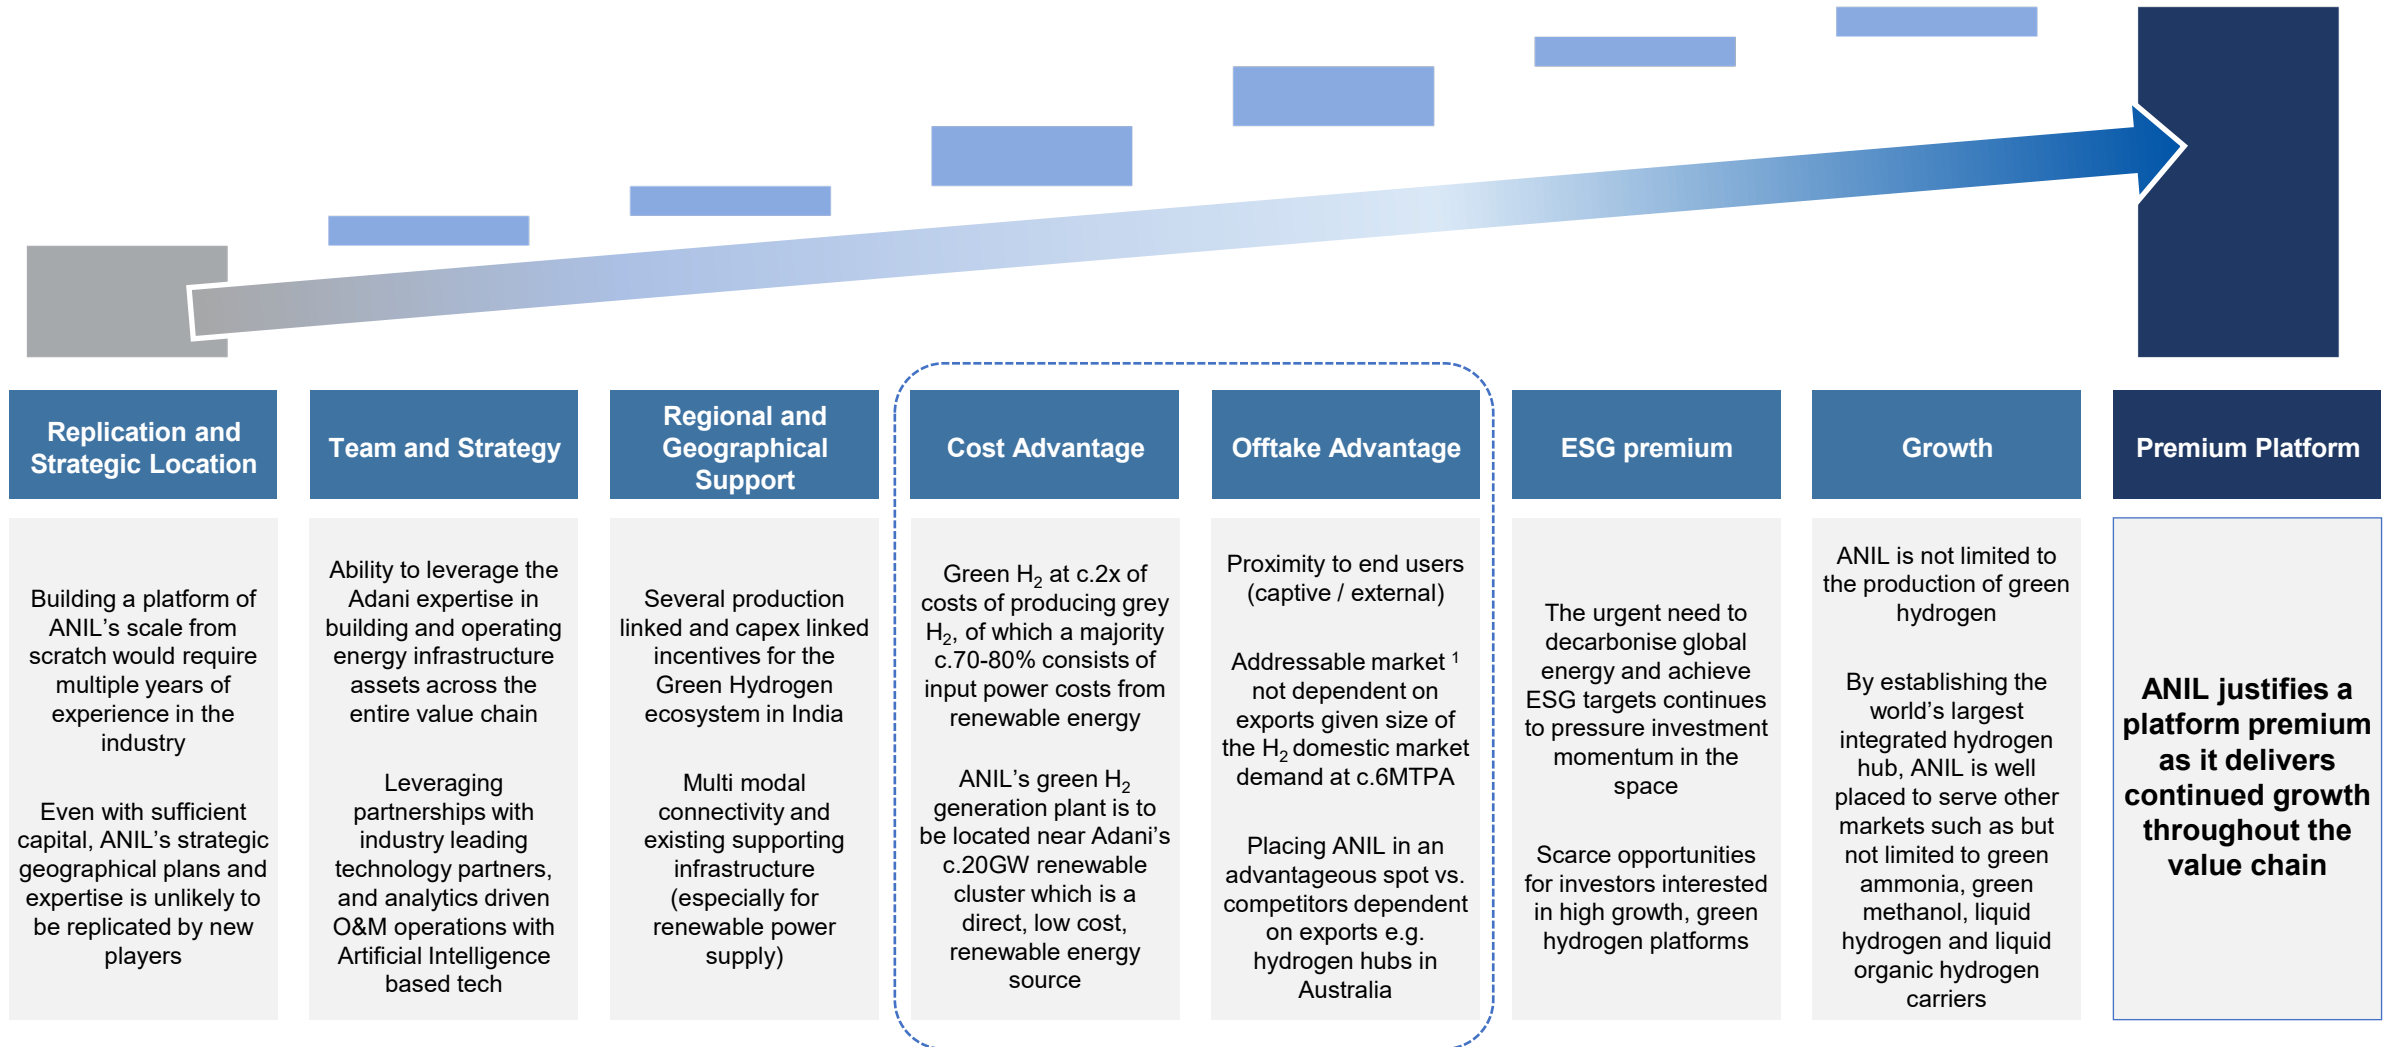 Replication and
Strategic Location
Building a platform of
ANIL’s scale from
scratch would require
multiple years of
experience in the
industry
Even with sufficient
capital, ANIL’s strategic
geographical plans and
expertise is unlikely to
be replicated by new
players
Team and Strategy
Ability to leverage the
Adani expertise in
building and operating
energy infrastructure
assets across the
entire value chain
Leveraging
partnerships with
industry leading
technology partners,
and analytics driven
O&M operations with
Artificial Intelligence
based tech
Regional and
Geographical
Support
Several production
linked and capex linked
incentives for the
Green Hydrogen
ecosystem in India
Multi modal
connectivity and
existing supporting
infrastructure
(especially for
renewable power
supply)
Cost Advantage
Green H₂ at c.2x of
costs of producing grey
H₂, of which a majority
c.70-80% consists of
input power costs from
renewable energy
ANIL’s green H₂
generation plant is to
be located near Adani’s
c.20GW renewable
cluster which is a
direct, low cost,
renewable energy
source
Offtake Advantage
Proximity to end users
(captive / external)
Addressable market ¹
not dependent on
exports given size of
the H₂ domestic market
demand at c.6MTPA
Placing ANIL in an
advantageous spot vs.
competitors dependent
on exports e.g.
hydrogen hubs in
Australia
ESG premium
The urgent need to
decarbonise global
energy and achieve
ESG targets continues
to pressure investment
momentum in the
space
Scarce opportunities
for investors interested
in high growth, green
hydrogen platforms
Growth
ANIL is not limited to
the production of green
hydrogen
By establishing the
world’s largest
integrated hydrogen
hub, ANIL is well
placed to serve other
markets such as but
not limited to green
ammonia, green
methanol, liquid
hydrogen and liquid
organic hydrogen
carriers
Premium Platform
ANIL justifies a
platform premium
as it delivers
continued growth
throughout the
value chain